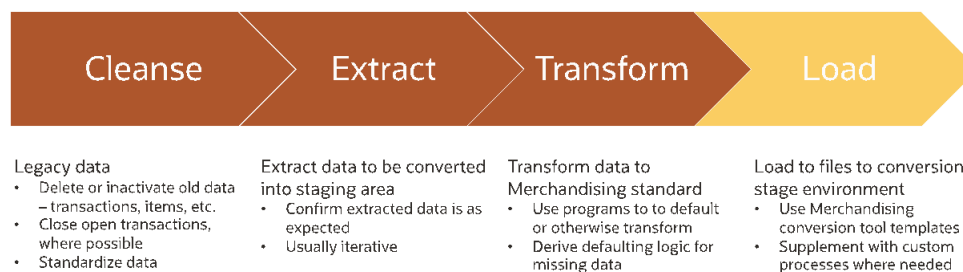 Cleanse
Extract
Transform
Load
Legacy data
• Delete or inactivate old data
– transactions, items, etc.
• Close open transactions,
where possible
• Standardize data
Extract data to be converted
into staging area
• Confirm extracted data is as
expected
• Usually iterative
Transform data to
Merchandising standard
• Use programs to to default
or otherwise transform
• Derive defaulting logic for
missing data
Load to files to conversion
stage environment
• Use Merchandising
conversion tool templates
• Supplement with custom
processes where needed